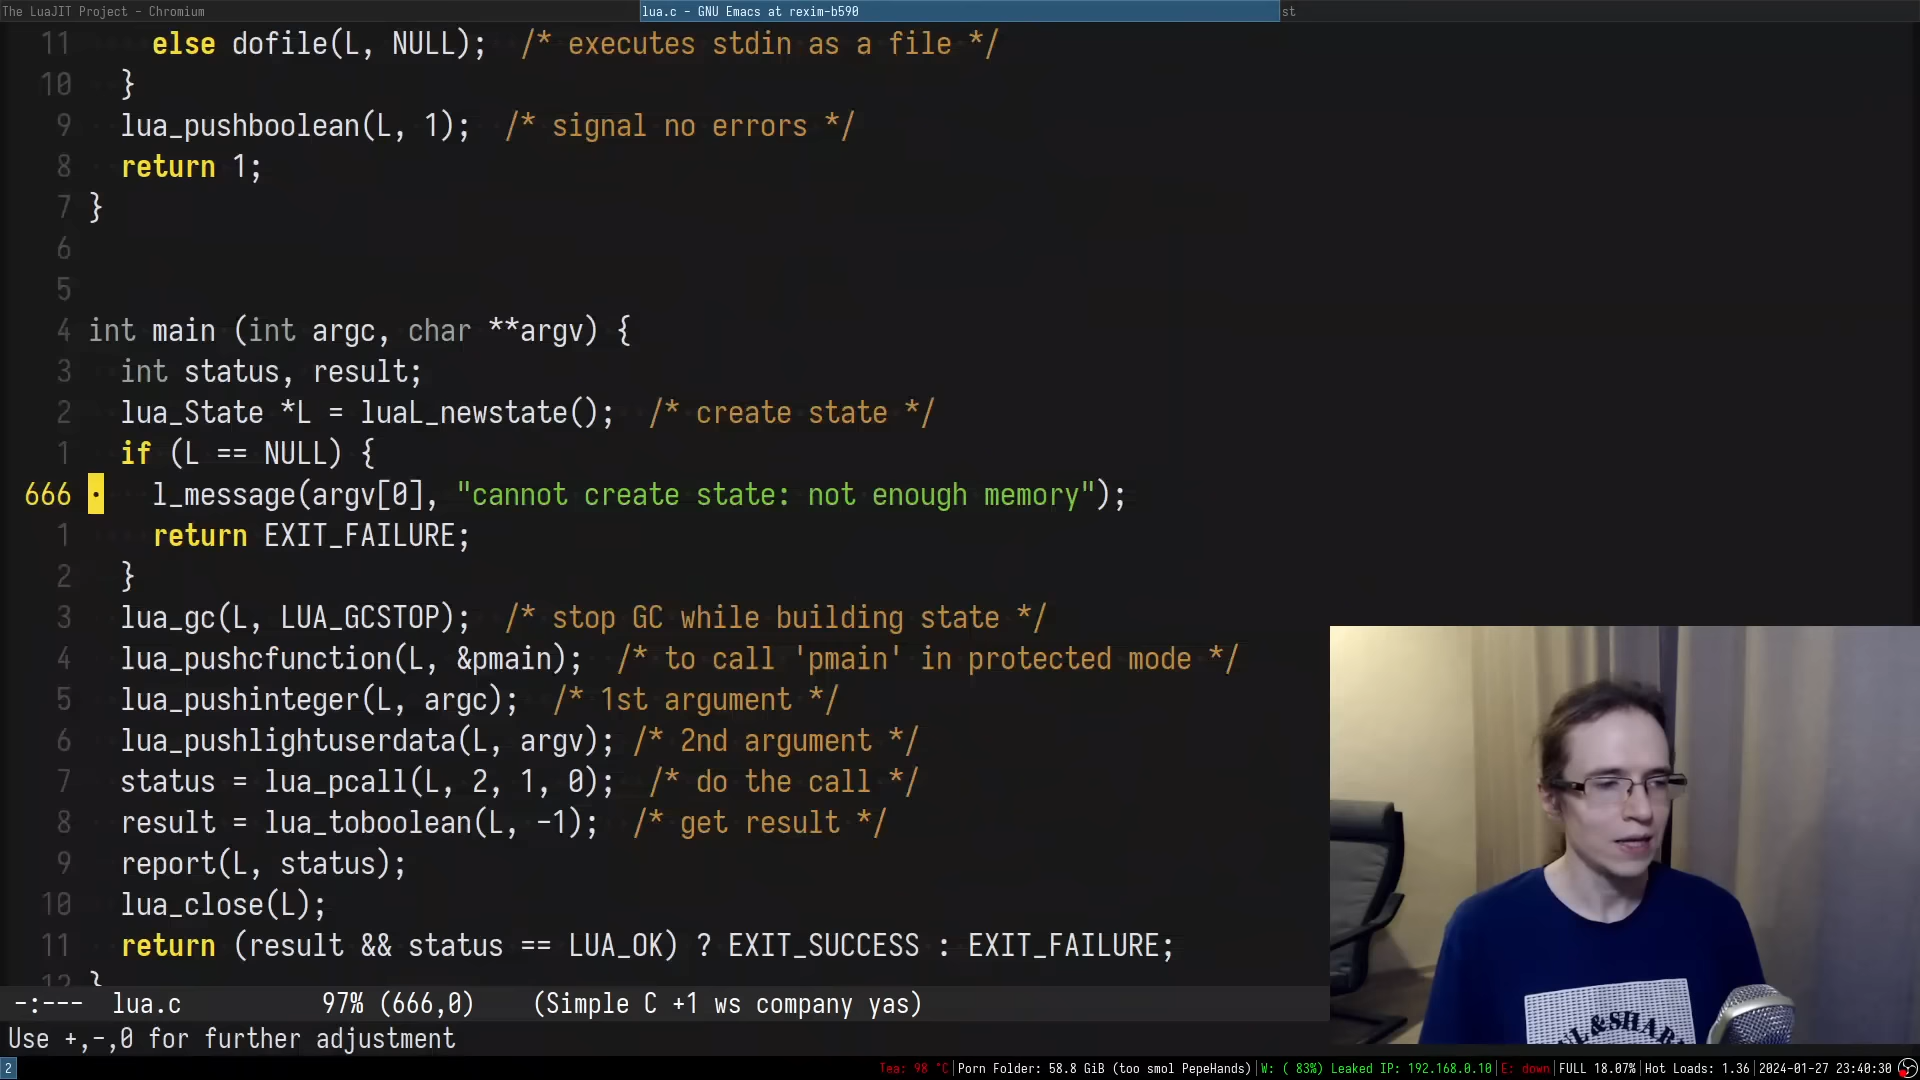 The LuaJIT Project - Chromium
lua.c - GNU Emacs at rexim-b590
st
11 else dofile(L, NULL); /* executes stdin as a file */
10 }
9 lua_pushboolean(L, 1); /* signal no errors */
8 return 1;
7 }
6
5
4 int main (int argc, char **argv) {
3 int status, result;
2 lua_State *L = luaL_newstate(); /* create state */
1 if (L == NULL) {
666 l_message(argv[0], "cannot create state: not enough memory");
1 return EXIT_FAILURE;
2 }
3 lua_gc(L, LUA_GCSTOP); /* stop GC while building state */
4 lua_pushcfunction(L, &pmain); /* to call 'pmain' in protected mode */
5 lua_pushinteger(L, argc); /* 1st argument */
6 lua_pushlightuserdata(L, argv); /* 2nd argument */
7 status = lua_pcall(L, 2, 1, 0); /* do the call */
8 result = lua_toboolean(L, -1); /* get result */
9 report(L, status);
10 lua_close(L);
11 return (result && status == LUA_OK) ? EXIT_SUCCESS : EXIT_FAILURE;
12 }
-:--- lua.c 97% (666,0) (Simple C +1 ws company yas)
Use +,-,0 for further adjustment
2
Tea: 98 °C|Porn Folder: 58.8 GiB (too smol PepeHands)|W: ( 83%) Leaked IP: 192.168.0.10|E: down|FULL 18.07%|Hot Loads: 1.36|2024-01-27 23:40:30